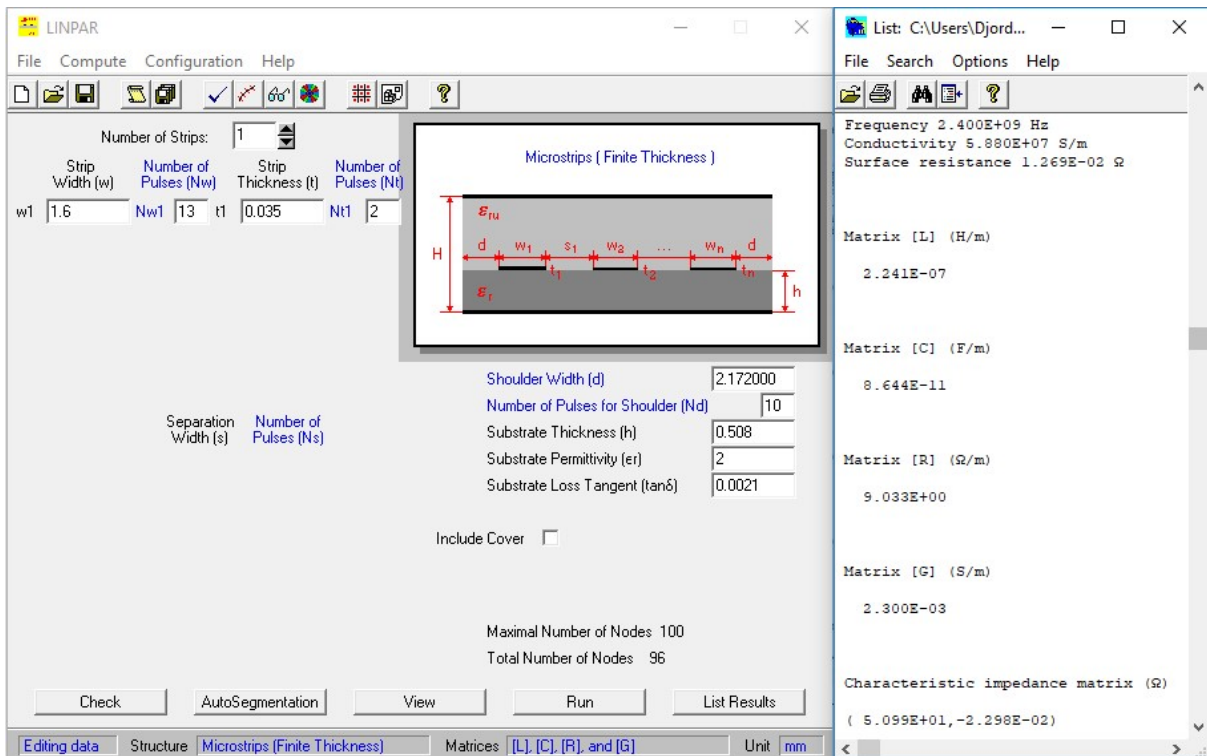 LINPAR
File Compute Configuration Help
Number of Strips: 1
Strip Width (w) Number of Pulses (Nw) Strip Thickness (t) Number of Pulses (Nt)
w1 1.6 Nw1 13 t1 0.035 Nt1 2
Microstrips ( Finite Thickness )
εru
d w1 s1 w2 ... wn d
H
t1 t2 tn
εr
h
Shoulder Width (d) 2.172000
Number of Pulses for Shoulder (Nd) 10
Separation Width (s) Number of Pulses (Ns)
Substrate Thickness (h) 0.508
Substrate Permittivity (εr) 2
Substrate Loss Tangent (tanδ) 0.0021
Include Cover
Maximal Number of Nodes 100
Total Number of Nodes 96
Check AutoSegmentation View Run List Results
Editing data Structure Microstrips (Finite Thickness) Matrices [L], [C], [R], and [G] Unit mm
List: C:\Users\Djord...
File Search Options Help
Frequency 2.400E+09 Hz
Conductivity 5.880E+07 S/m
Surface resistance 1.269E-02 Ω
Matrix [L] (H/m)
2.241E-07
Matrix [C] (F/m)
8.644E-11
Matrix [R] (Ω/m)
9.033E+00
Matrix [G] (S/m)
2.300E-03
Characteristic impedance matrix (Ω)
( 5.099E+01,-2.298E-02)